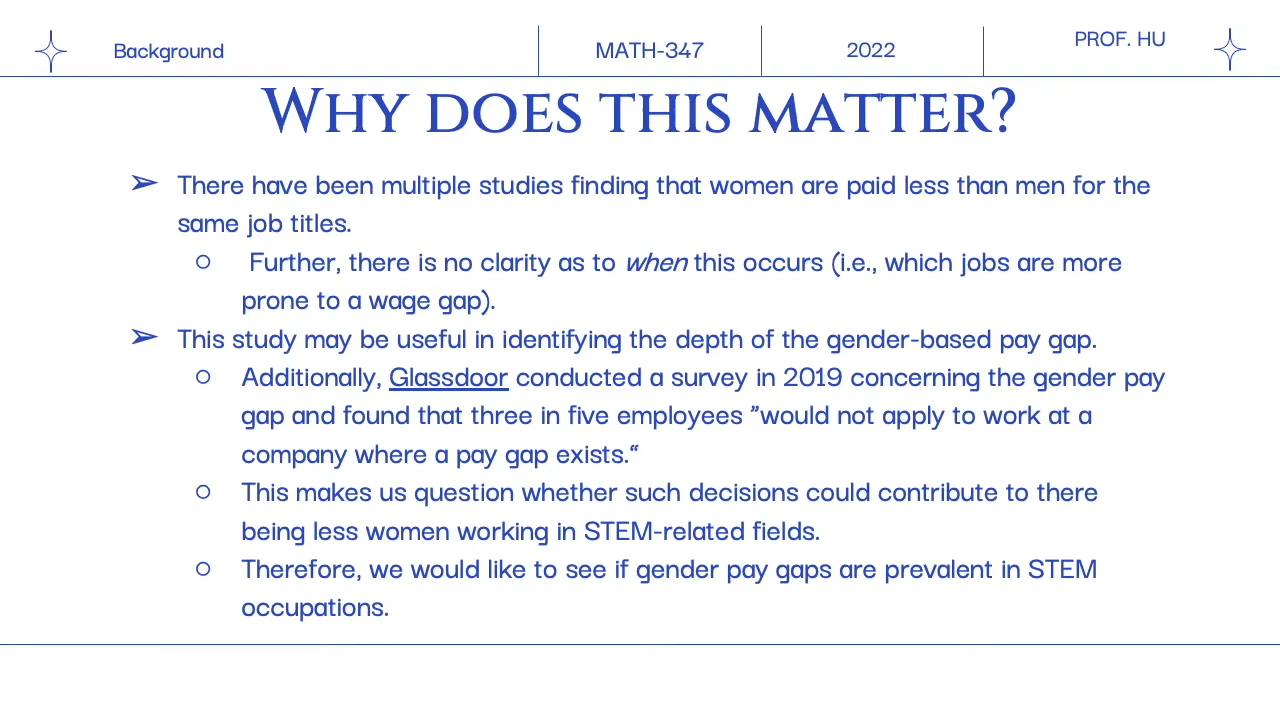 Background
MATH-347
2022
PROF. HU
WHY DOES THIS MATTER?
➢ There have been multiple studies finding that women are paid less than men for the
same job titles.
○ Further, there is no clarity as to when this occurs (i.e., which jobs are more
prone to a wage gap).
➢ This study may be useful in identifying the depth of the gender-based pay gap.
○ Additionally, Glassdoor conducted a survey in 2019 concerning the gender pay
gap and found that three in five employees ”would not apply to work at a
company where a pay gap exists.“
○ This makes us question whether such decisions could contribute to there
being less women working in STEM-related fields.
○ Therefore, we would like to see if gender pay gaps are prevalent in STEM
occupations.